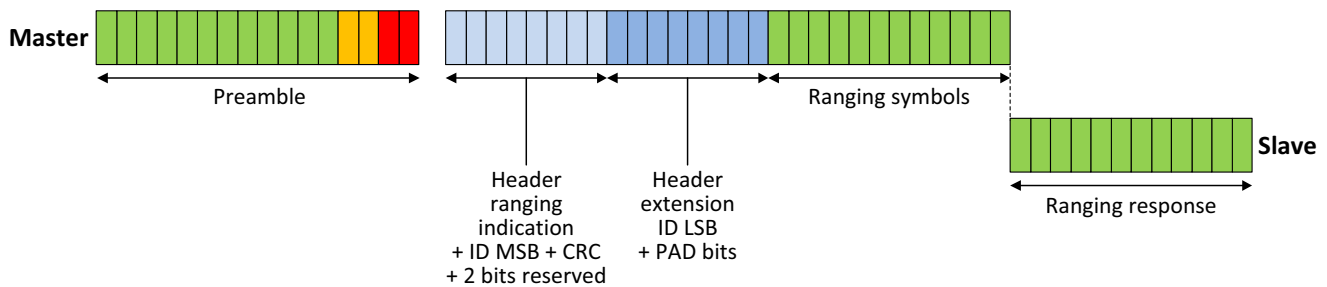 Master
Preamble
Ranging symbols
Slave
Header
ranging
indication
+ ID MSB + CRC
+ 2 bits reserved
Header
extension
ID LSB
+ PAD bits
Ranging response